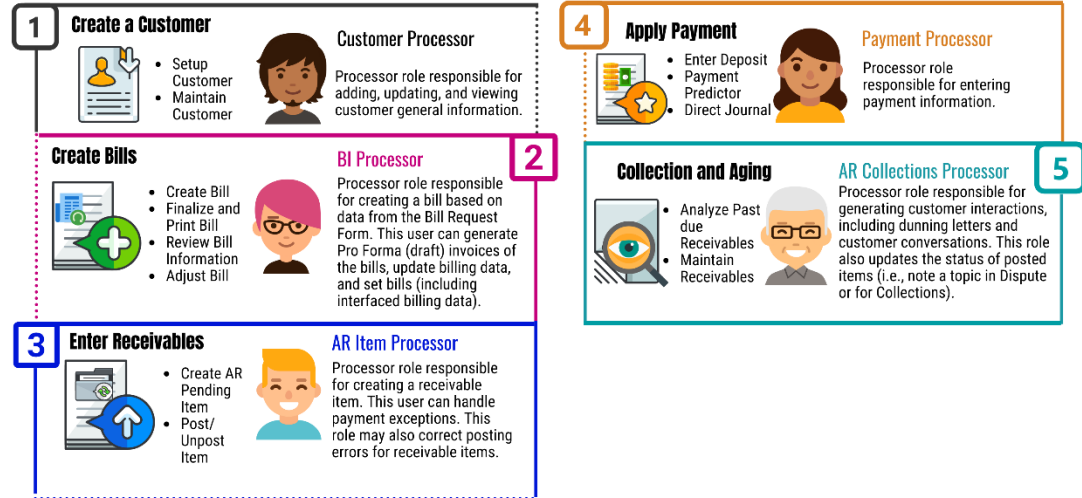 1
Create a Customer
• Setup
Customer
• Maintain
Customer
Customer Processor
Processor role responsible for
adding, updating, and viewing
customer general information.
2
Create Bills
• Create Bill
• Finalize and
Print Bill
• Review Bill
Information
• Adjust Bill
BI Processor
Processor role responsible
for creating a bill based on
data from the Bill Request
Form. This user can generate
Pro Forma (draft) invoices of
the bills, update billing data,
and set bills (including
interfaced billing data).
3
Enter Receivables
• Create AR
Pending
Item
• Post/
Unpost
Item
AR Item Processor
Processor role responsible
for creating a receivable
item. This user can handle
payment exceptions. This
role may also correct posting
errors for receivable items.
4
Apply Payment
• Enter Deposit
• Payment
Predictor
• Direct Journal
Payment Processor
Processor role
responsible for entering
payment information.
5
Collection and Aging
• Analyze Past
due
Receivables
• Maintain
Receivables
AR Collections Processor
Processor role responsible for
generating customer interactions,
including dunning letters and
customer conversations. This role
also updates the status of posted
items (i.e., note a topic in Dispute
or for Collections).